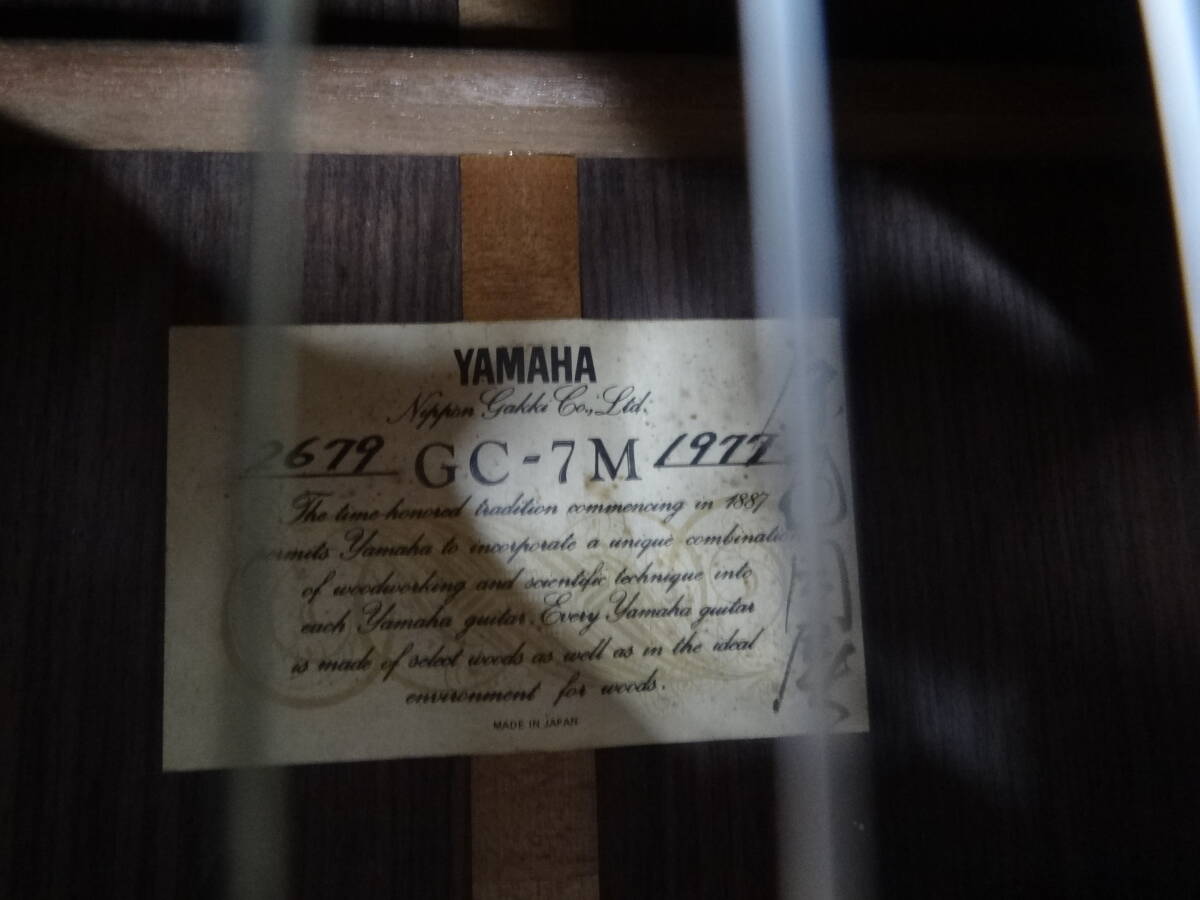 YAMAHA
Nippon Gakki Co., Ltd.
2679 GC-7M 1977
The time-honored tradition commencing in 1887
permits Yamaha to incorporate a unique combination
of woodworking and scientific technique into
each Yamaha guitar. Every Yamaha guitar
is made of select woods as well as in the ideal
environment for woods.
MADE IN JAPAN